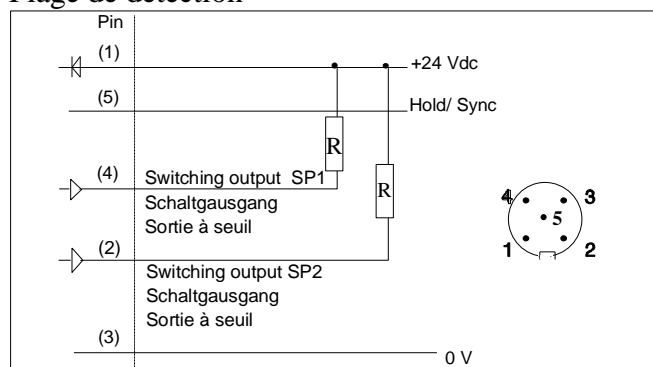 Plage de détection
Pin
(1)
+24 Vdc
(5)
Hold/ Sync
R
(4)
Switching output SP1
R
Schaltgausgang
Sortie à seuil
4 3
5
1 2
(2)
Switching output SP2
Schaltgausgang
Sortie à seuil
(3)
0 V